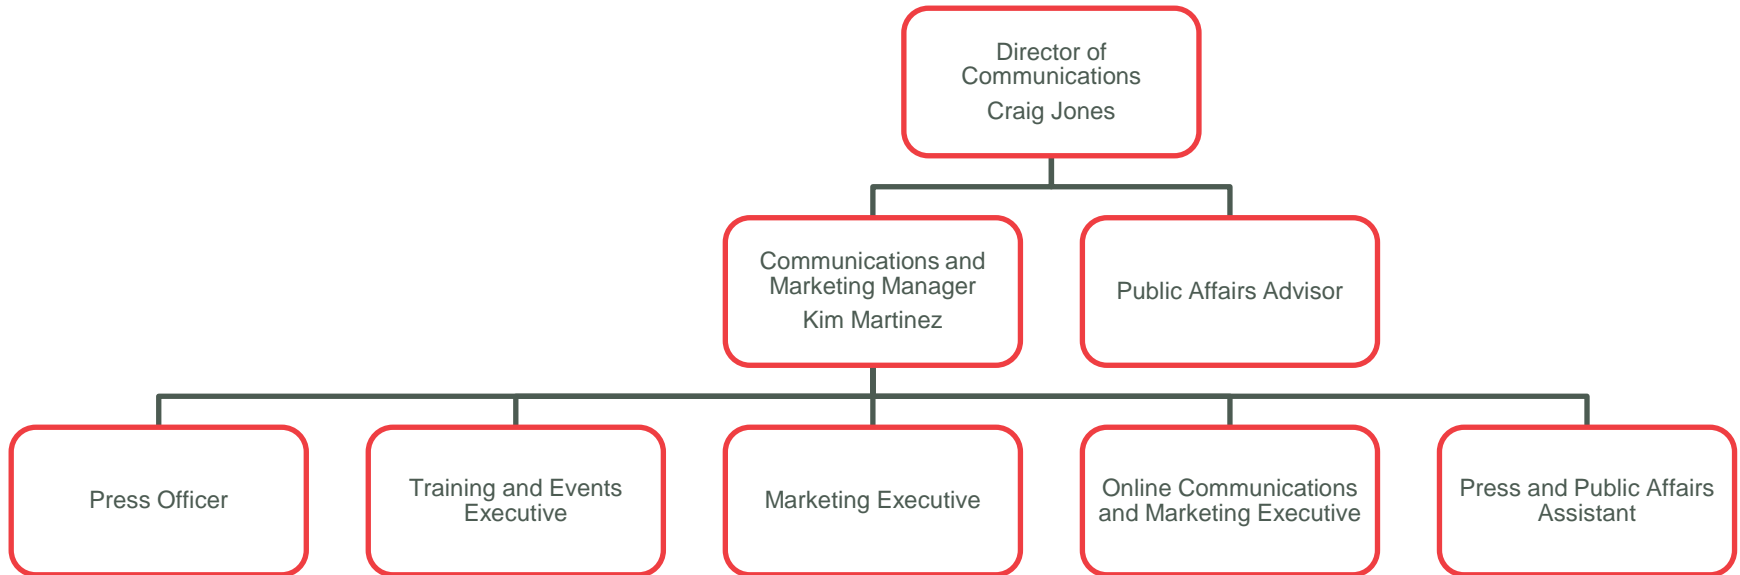 Director of
Communications
Craig Jones
Communications and
Marketing Manager
Kim Martinez
Public Affairs Advisor
Press Officer
Training and Events
Executive
Marketing Executive
Online Communications
and Marketing Executive
Press and Public Affairs
Assistant